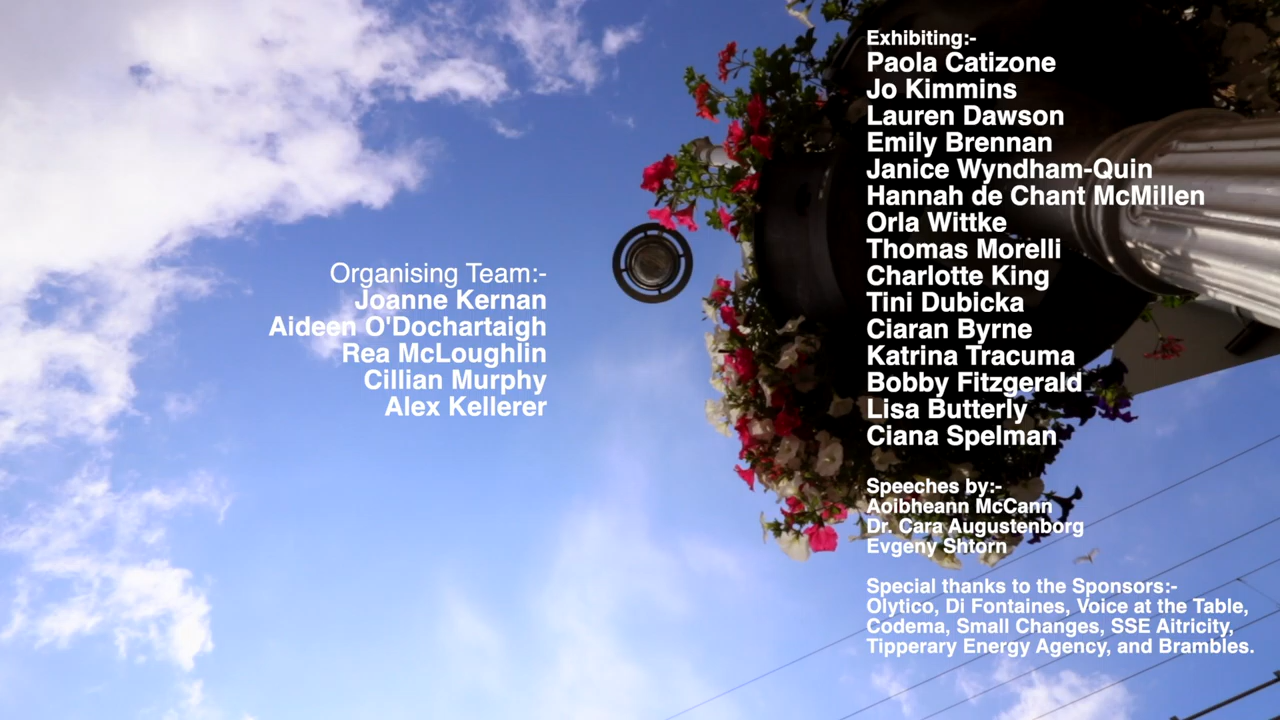 Organising Team:-
Joanne Kernan
Aideen O'Dochartaigh
Rea McLoughlin
Cillian Murphy
Alex Kellerer
Exhibiting:-
Paola Catizone
Jo Kimmins
Lauren Dawson
Emily Brennan
Janice Wyndham-Quin
Hannah de Chant McMillen
Orla Wittke
Thomas Morelli
Charlotte King
Tini Dubicka
Ciaran Byrne
Katrina Tracuma
Bobby Fitzgerald
Lisa Butterly
Ciana Spelman
Speeches by:-
Aoibheann McCann
Dr. Cara Augustenborg
Evgeny Shtorn
Special thanks to the Sponsors:-
Olytico, Di Fontaines, Voice at the Table,
Codema, Small Changes, SSE Aitricity,
Tipperary Energy Agency, and Brambles.